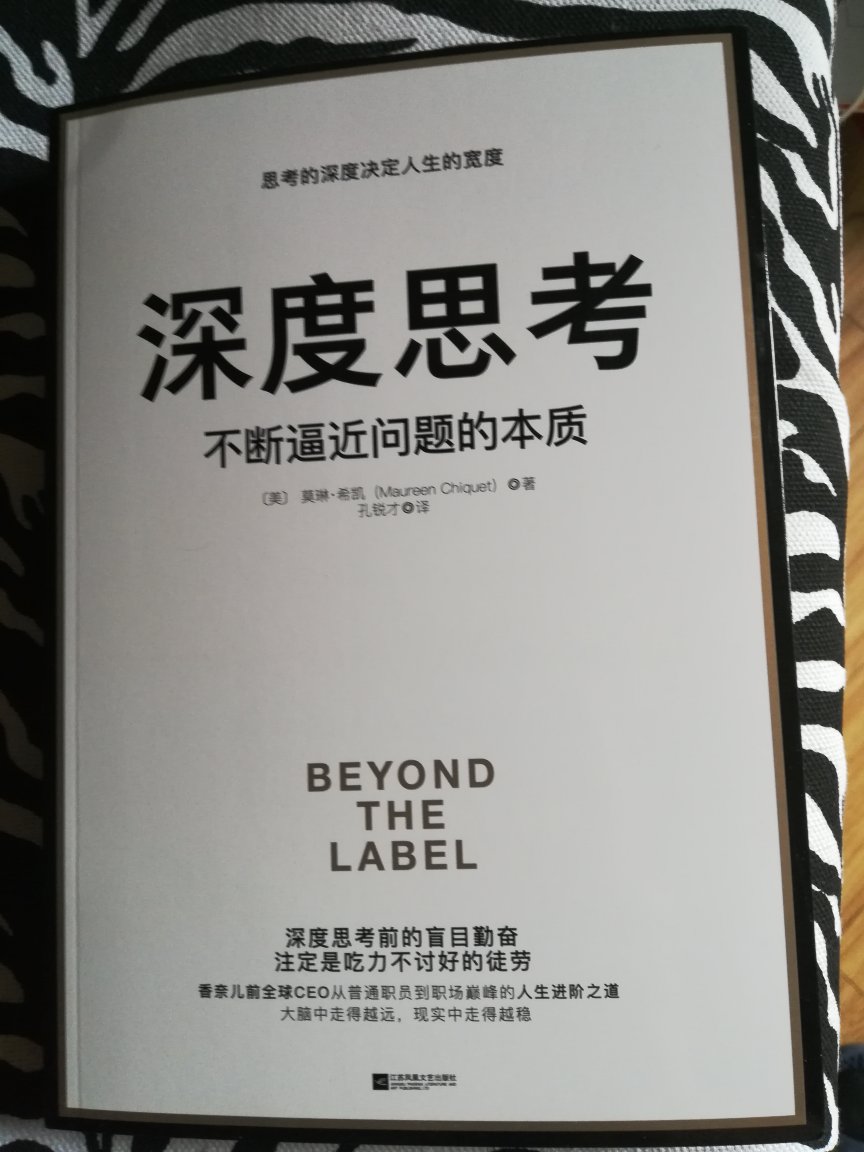 思考的深度决定人生的宽度
深度思考
不断逼近问题的本质
〔美〕 莫琳·希凯（Maureen Chiquet）◎著
孔锐才◎译
BEYOND
THE
LABEL
深度思考前的盲目勤奋
注定是吃力不讨好的徒劳
香奈儿前全球CEO从普通职员到职场巅峰的人生进阶之道
大脑中走得越远，现实中走得越稳
江苏凤凰文艺出版社